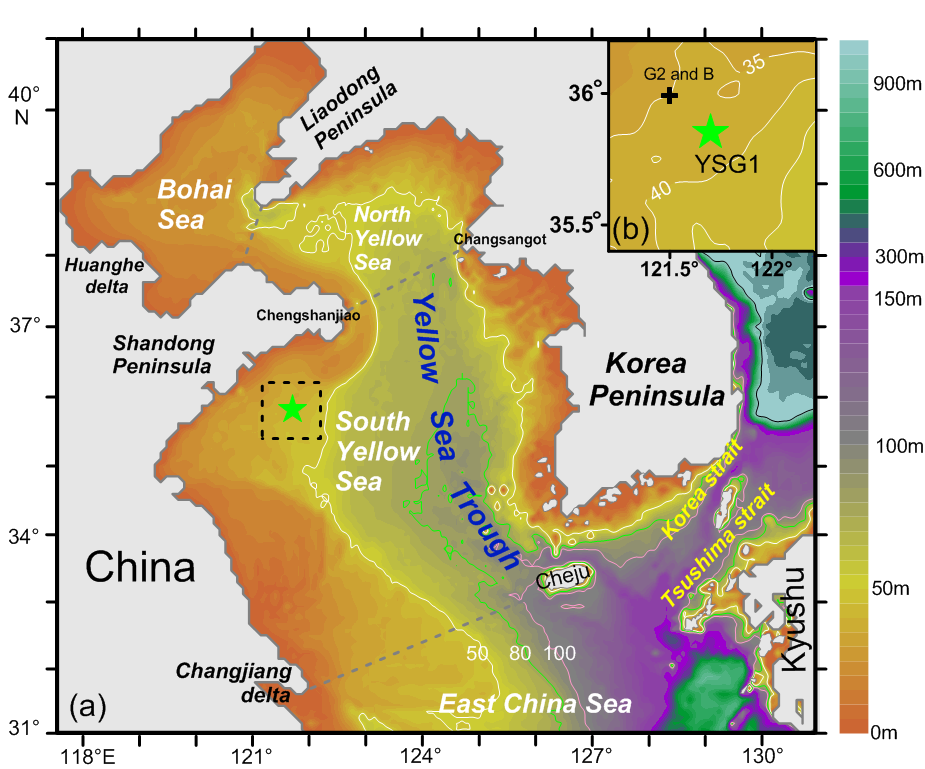 40°
N
37°
34°
31°
118°E
121°
124°
127°
130°
Liaodong
Peninsula
Bohai
Sea
North
Yellow
Sea
Changsangot
Huanghe
delta
Chengshanjiao
Shandong
Peninsula
Yellow Sea Trough
South
Yellow
Sea
Korea
Peninsula
Korea strait
Tsushima strait
China
Cheju
Kyushu
Changjiang
delta
50 80 100
East China Sea
(a)
36°
35.5°
121.5°
122°
G2 and B
35
YSG1
40
(b)
900m
600m
300m
150m
100m
50m
0m